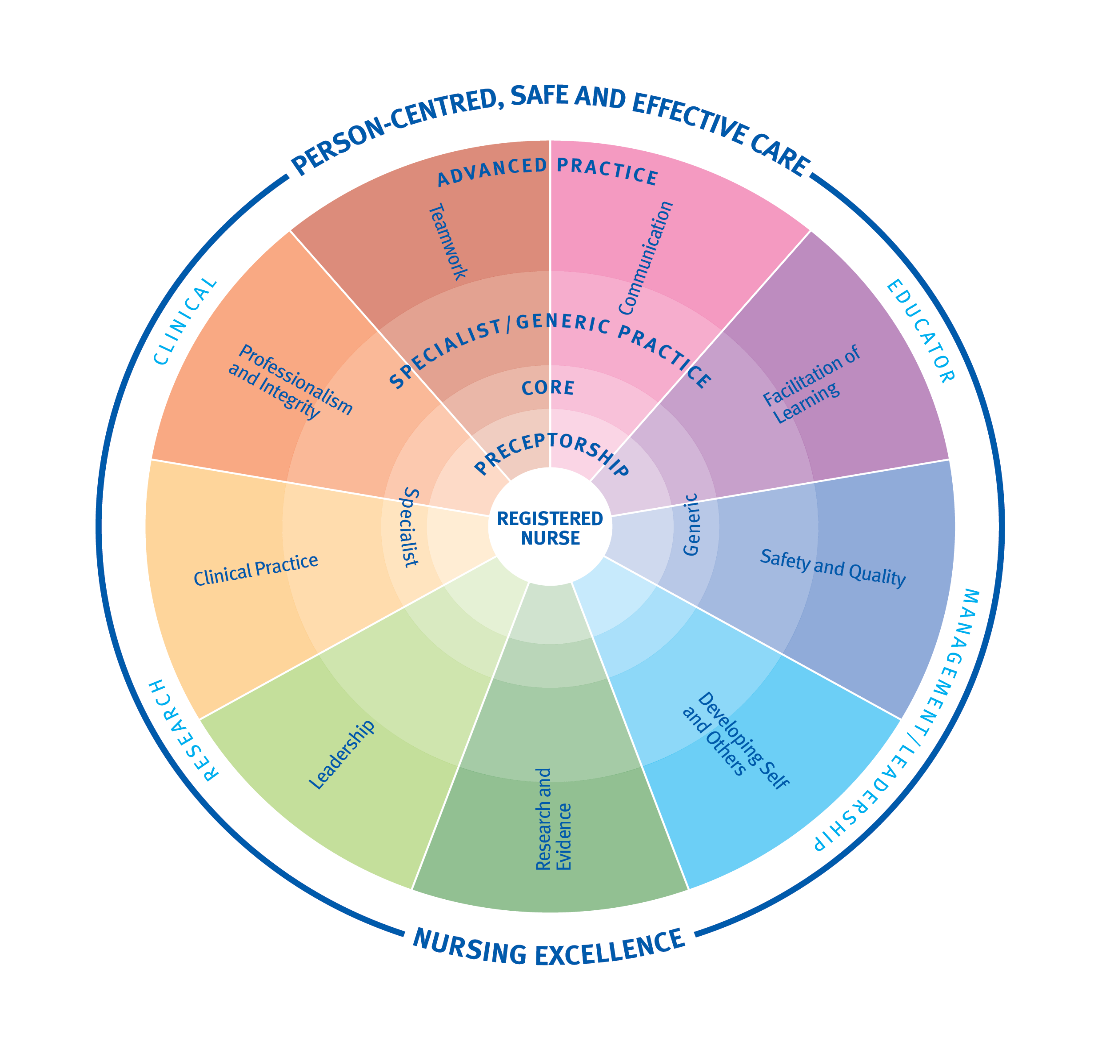 PERSON-CENTRED, SAFE AND EFFECTIVE CARE
ADVANCED PRACTICE
Teamwork
Communication
CLINICAL
EDUCATOR
SPECIALIST/GENERIC PRACTICE
Professionalism
and Integrity
Facilitation of
Learning
CORE
PRECEPTORSHIP
Specialist
Generic
REGISTERED
NURSE
Clinical Practice
Safety and Quality
RESEARCH
MANAGEMENT/LEADERSHIP
Leadership
Developing Self
and Others
Research and
Evidence
NURSING EXCELLENCE